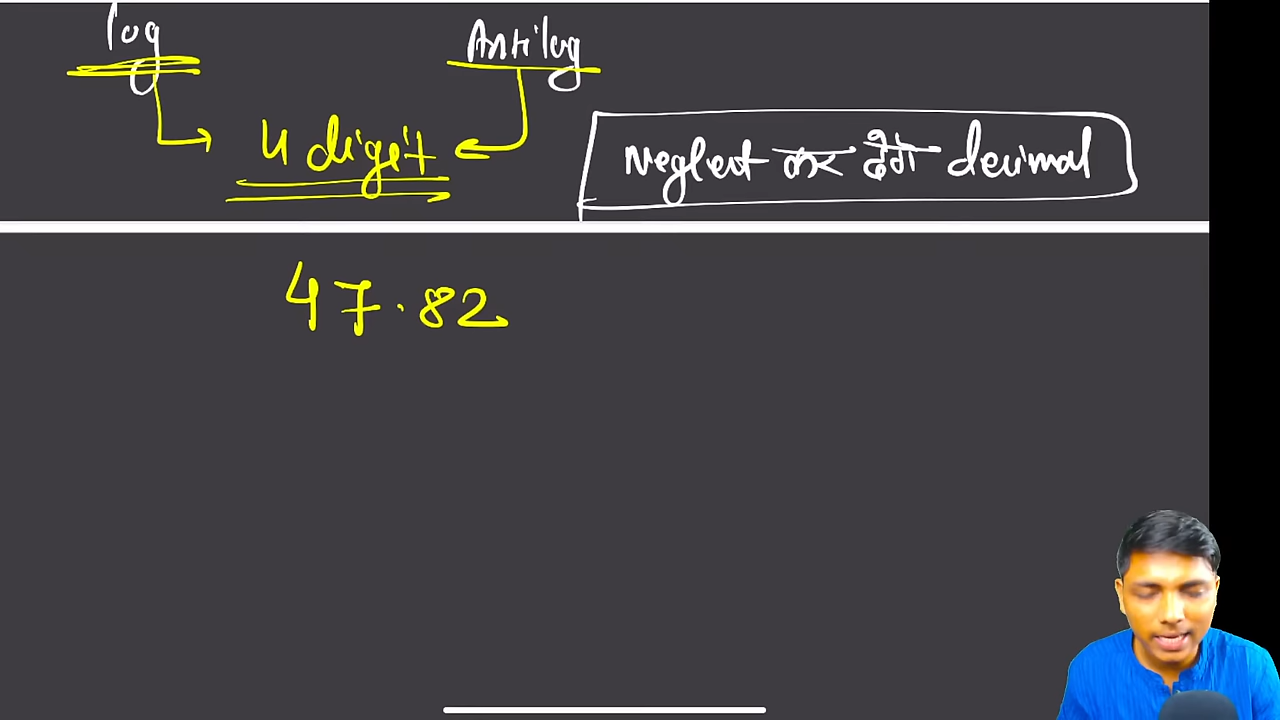 log Antilog
4 digit
Neglect कर देंगे decimal
47.82